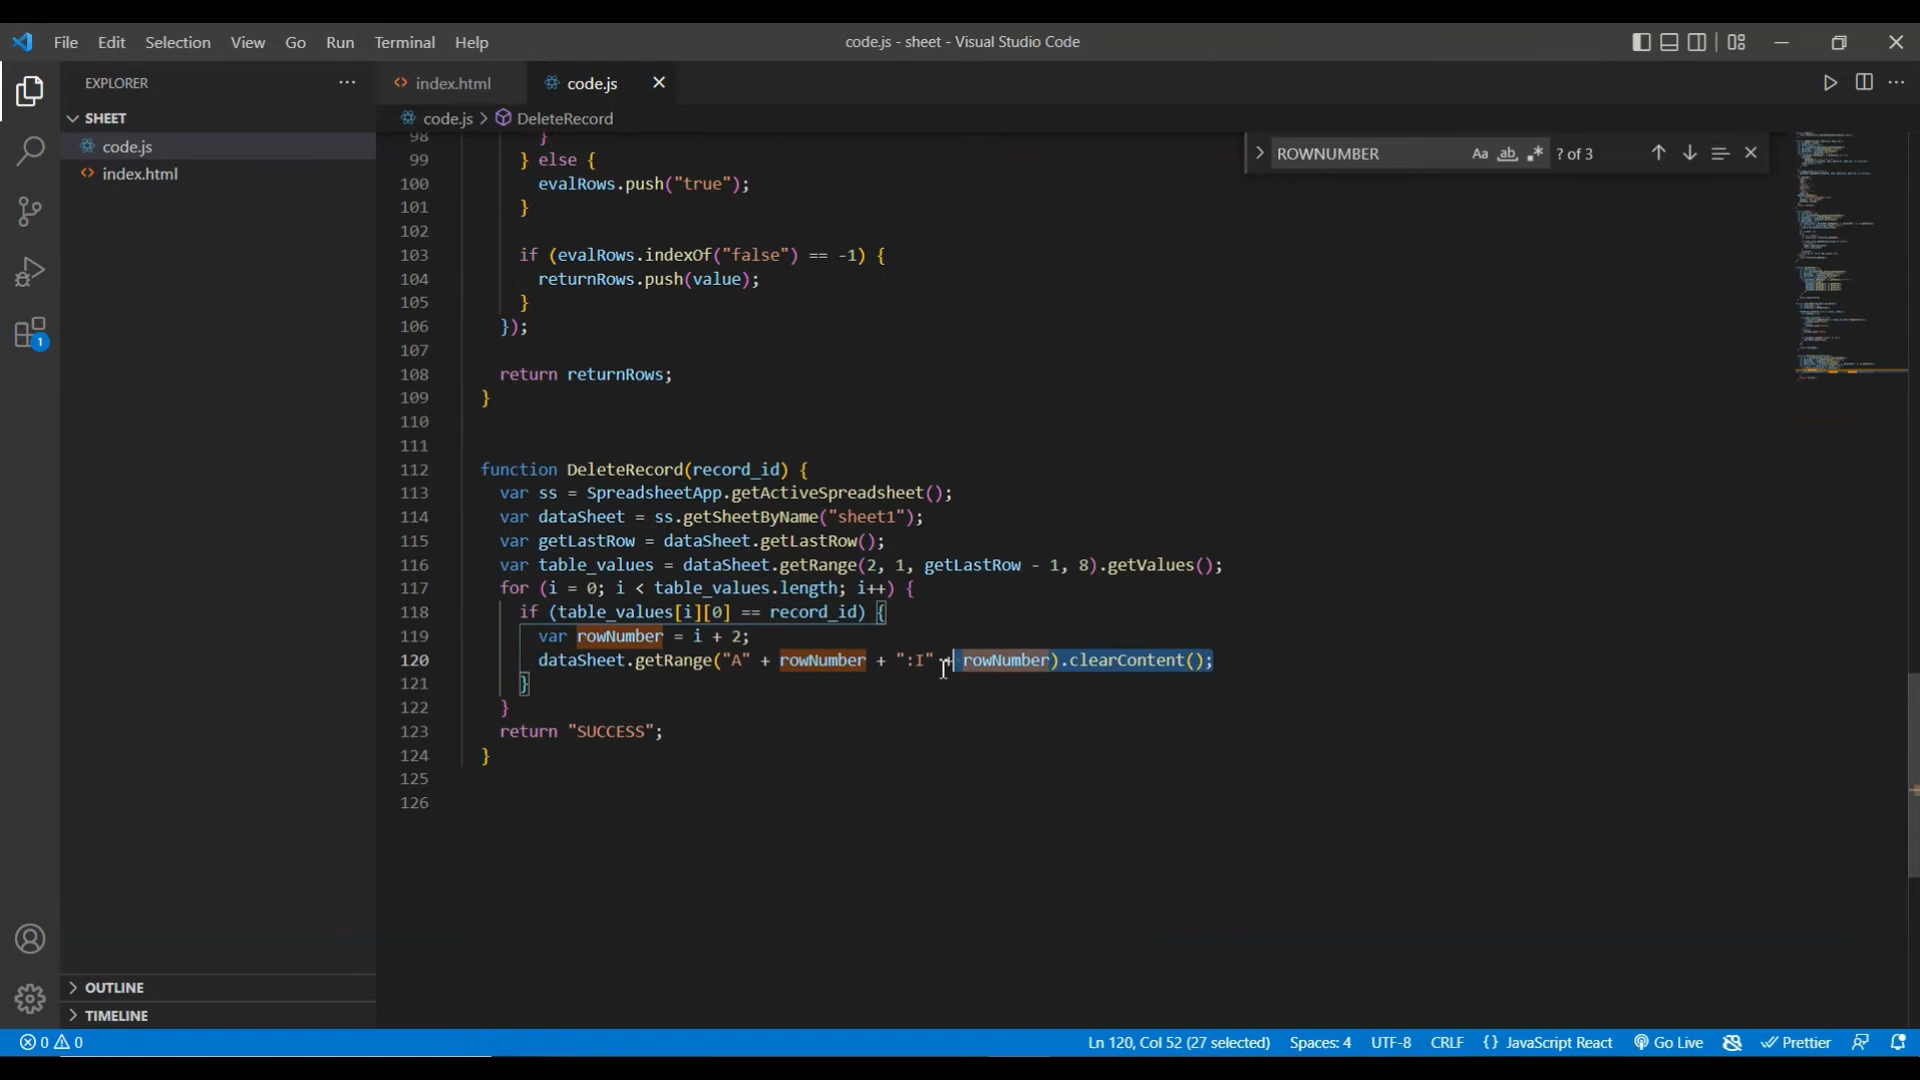 File Edit Selection View Go Run Terminal Help
code.js - sheet - Visual Studio Code
EXPLORER
SHEET
code.js
index.html
index.html code.js
code.js > DeleteRecord
ROWNUMBER Aa ab ? of 3
98 }
99 } else {
100 evalRows.push("true");
101 }
102
103 if (evalRows.indexOf("false") == -1) {
104 returnRows.push(value);
105 }
106 });
107
108 return returnRows;
109 }
110
111
112 function DeleteRecord(record_id) {
113 var ss = SpreadsheetApp.getActiveSpreadsheet();
114 var dataSheet = ss.getSheetByName("sheet1");
115 var getLastRow = dataSheet.getLastRow();
116 var table_values = dataSheet.getRange(2, 1, getLastRow - 1, 8).getValues();
117 for (i = 0; i < table_values.length; i++) {
118 if (table_values[i][0] == record_id) {
119 var rowNumber = i + 2;
120 dataSheet.getRange("A" + rowNumber + ":I" + rowNumber).clearContent();
121 }
122 }
123 return "SUCCESS";
124 }
125
126
1
OUTLINE
TIMELINE
0 0 Ln 120, Col 52 (27 selected) Spaces: 4 UTF-8 CRLF {} JavaScript React Go Live Prettier